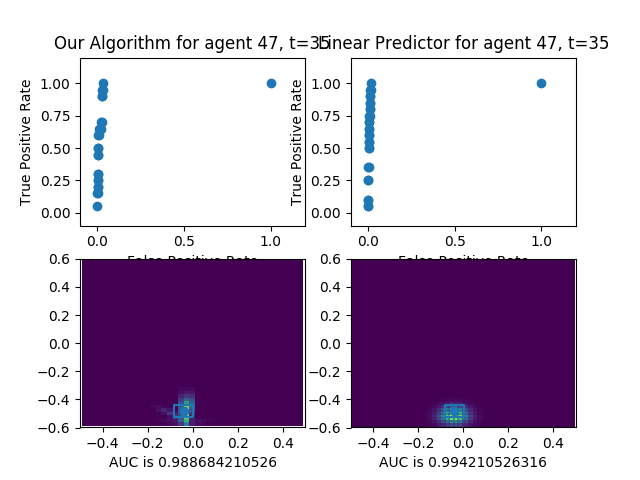 Our Algorithm for agent 47, t=35
Linear Predictor for agent 47, t=35
True Positive Rate
1.00
0.75
0.50
0.25
0.00
0.0 0.5 1.0
False Positive Rate
True Positive Rate
1.00
0.75
0.50
0.25
0.00
0.0 0.5 1.0
False Positive Rate
0.6
0.4
0.2
0.0
−0.2
−0.4
−0.6
−0.4 −0.2 0.0 0.2 0.4
AUC is 0.988684210526
0.6
0.4
0.2
0.0
−0.2
−0.4
−0.6
−0.4 −0.2 0.0 0.2 0.4
AUC is 0.994210526316